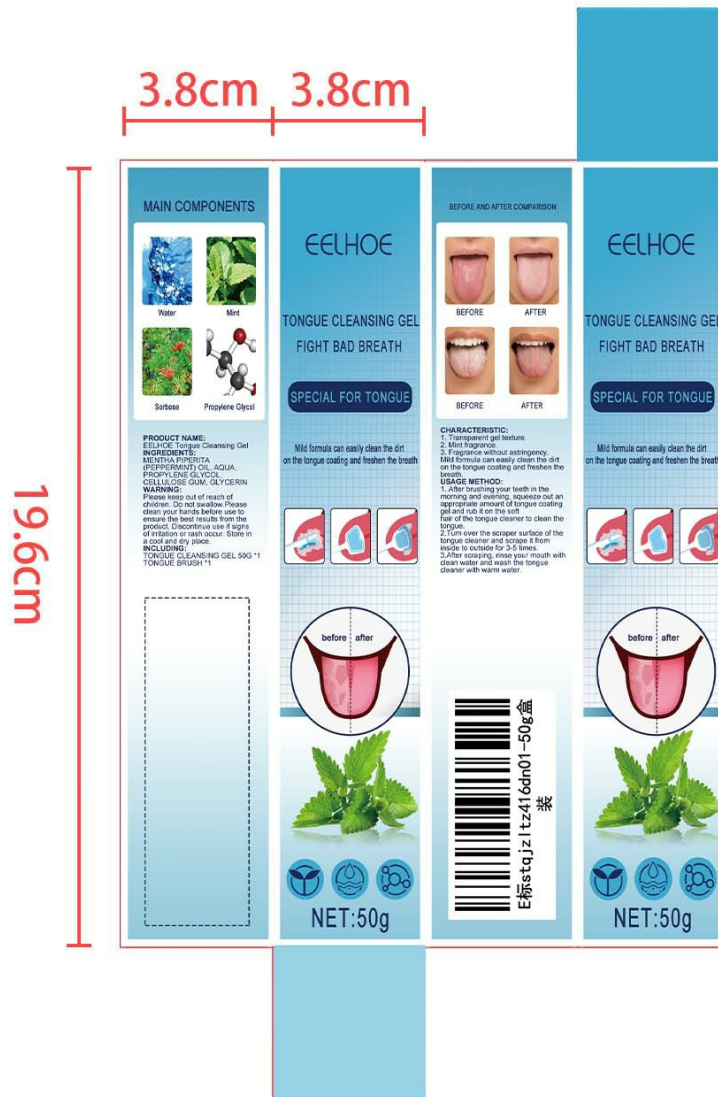 3.8cm
3.8cm
19.6cm
MAIN COMPONENTS
Water
Mint
Sorbose
Propylene Glycol
PRODUCT NAME:
EELHOE Tongue Cleansing Gel
INGREDIENTS:
MENTHA PIPERITA
(PEPPERMINT) OIL, AQUA,
PROPYLENE GLYCOL,
CELLULOSE GUM, GLYCERIN
WARNING:
Please keep out of reach of
children. Do not swallow.Please
clean your hands before use to
ensure the best results from the
product. Discontinue use if signs
of irritation or rash occur. Store in
a cool and dry place.
INCLUDING:
TONGUE CLEANSING GEL 50G *1
TONGUE BRUSH *1
EELHOE
TONGUE CLEANSING GEL
FIGHT BAD BREATH
SPECIAL FOR TONGUE
Mild formula can easily clean the dirt
on the tongue coating and freshen the breath
before
after
NET:50g
BEFORE AND AFTER COMPARISON
BEFORE
AFTER
BEFORE
AFTER
CHARACTERISTIC:
1. Transparent gel texture.
2. Mint fragrance.
3. Fragrance without astringency.
Mild formula can easily clean the dirt
on the tongue coating and freshen the
breath.
USAGE METHOD:
1. After brushing your teeth in the
morning and evening, squeeze out an
appropriate amount of tongue coating
gel and rub it on the soft
hair of the tongue cleaner to clean the
tongue.
2.Turn over the scraper surface of the
tongue cleaner and scrape it from
inside to outside for 3-5 times.
3.After scraping, rinse your mouth with
clean water and wash the tongue
cleaner with warm water.
E标stqjzltz416dn01-50g盒
装
EELHOE
TONGUE CLEANSING GEL
FIGHT BAD BREATH
SPECIAL FOR TONGUE
Mild formula can easily clean the dirt
on the tongue coating and freshen the breath
before
after
NET:50g